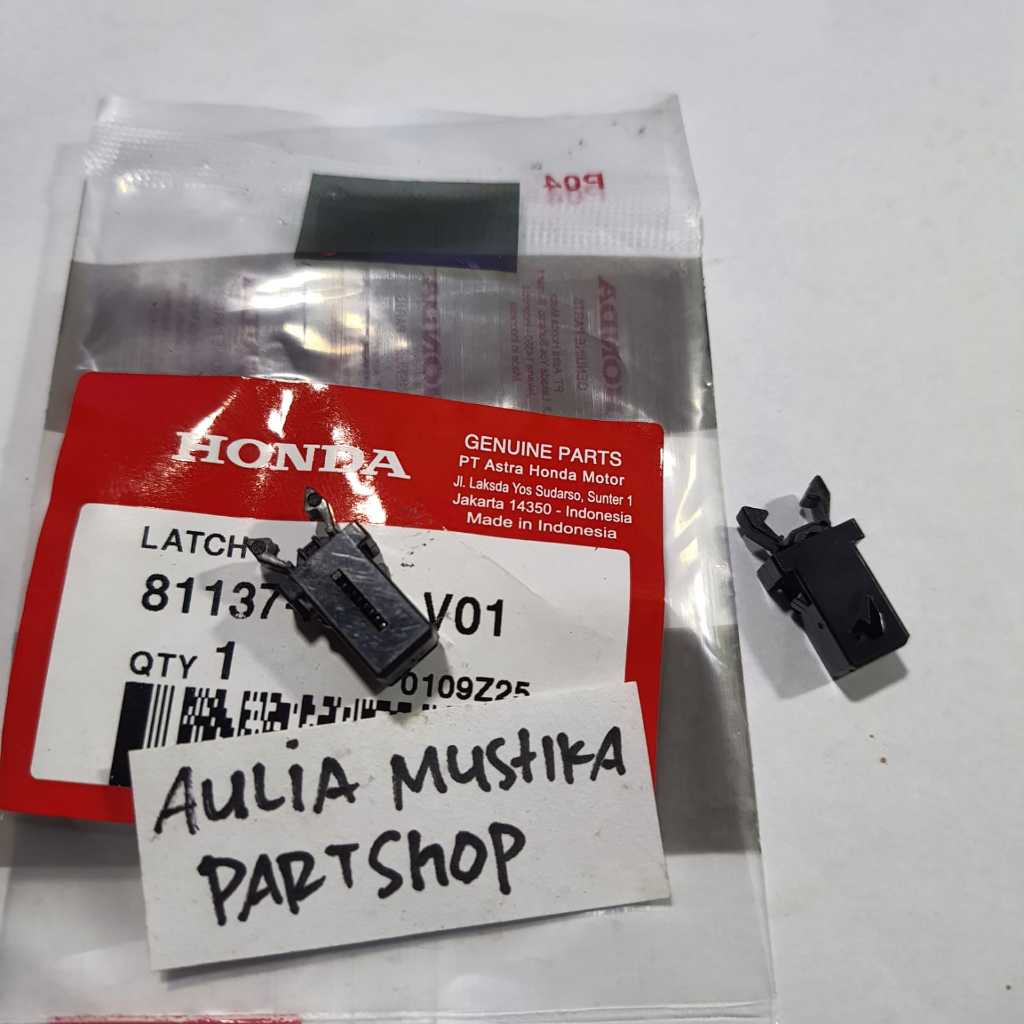 P04
HONDA
GENUINE PARTS
PT Astra Honda Motor
Jl. Laksda Yos Sudarso, Sunter 1
Jakarta 14350 - Indonesia
Made in Indonesia
LATCH
81137- V01
QTY 1
0109Z25
AULIA MUSTIKA
PARTSHOP